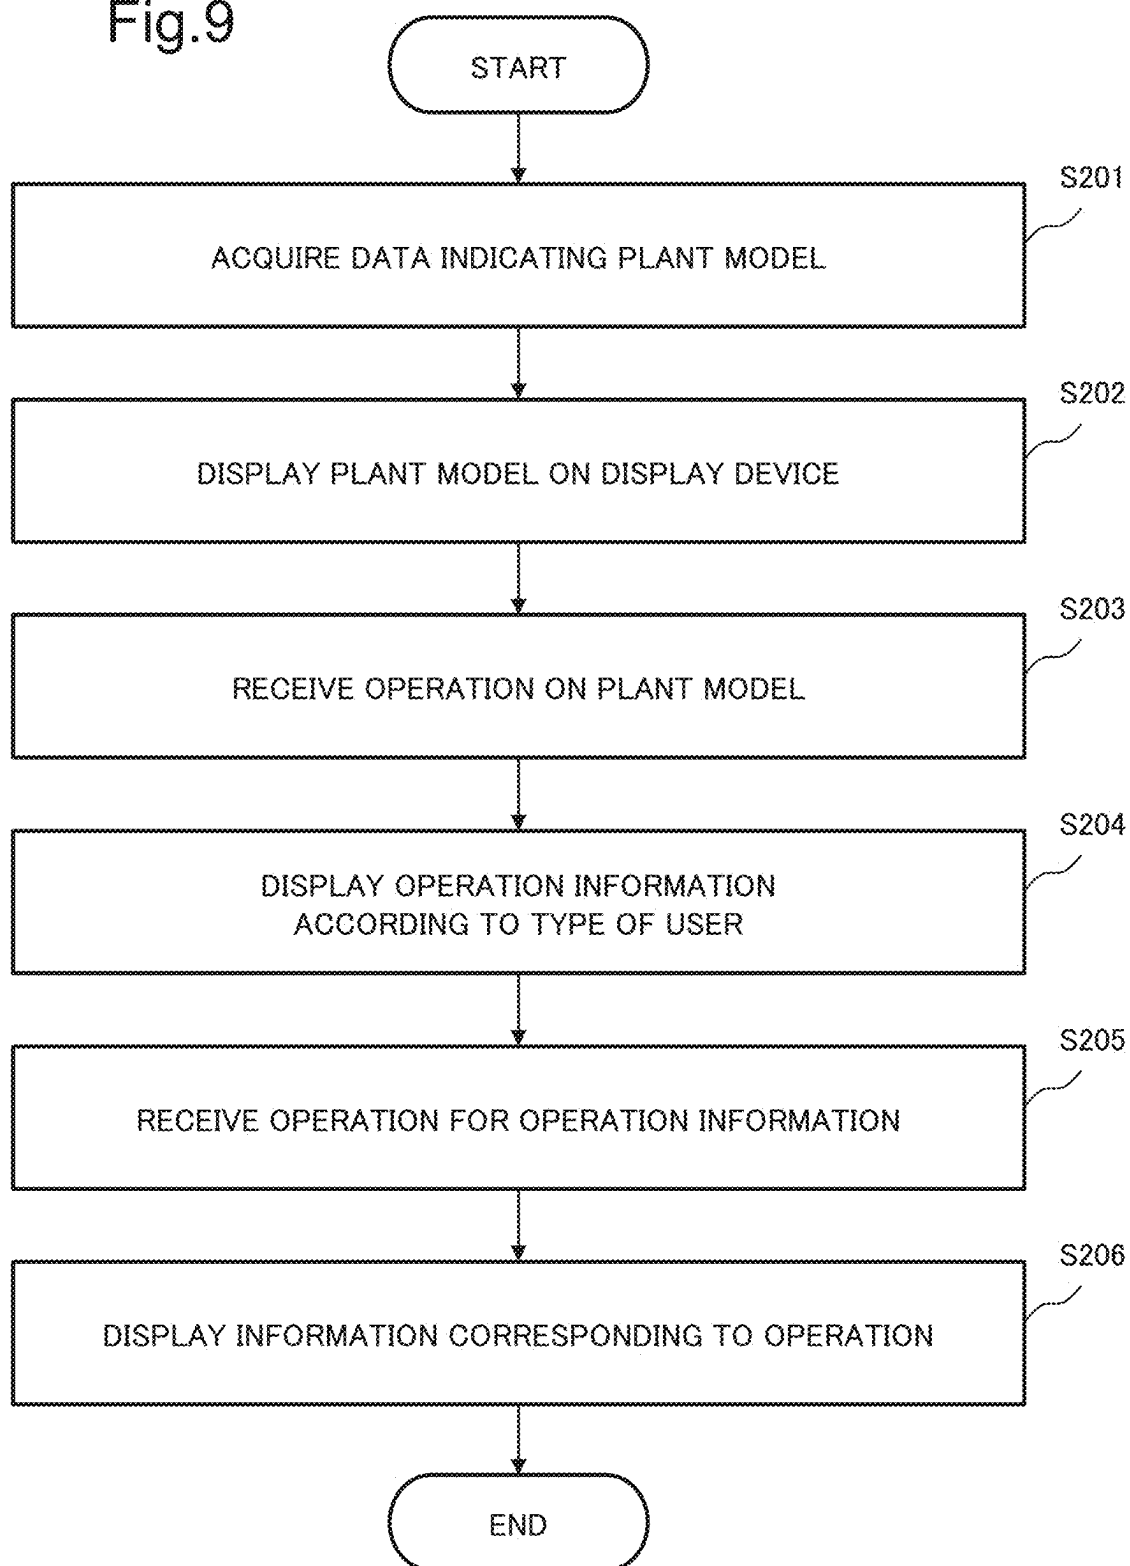 Fig.9
START
S201
ACQUIRE DATA INDICATING PLANT MODEL
S202
DISPLAY PLANT MODEL ON DISPLAY DEVICE
S203
RECEIVE OPERATION ON PLANT MODEL
S204
DISPLAY OPERATION INFORMATION
ACCORDING TO TYPE OF USER
S205
RECEIVE OPERATION FOR OPERATION INFORMATION
S206
DISPLAY INFORMATION CORRESPONDING TO OPERATION
END